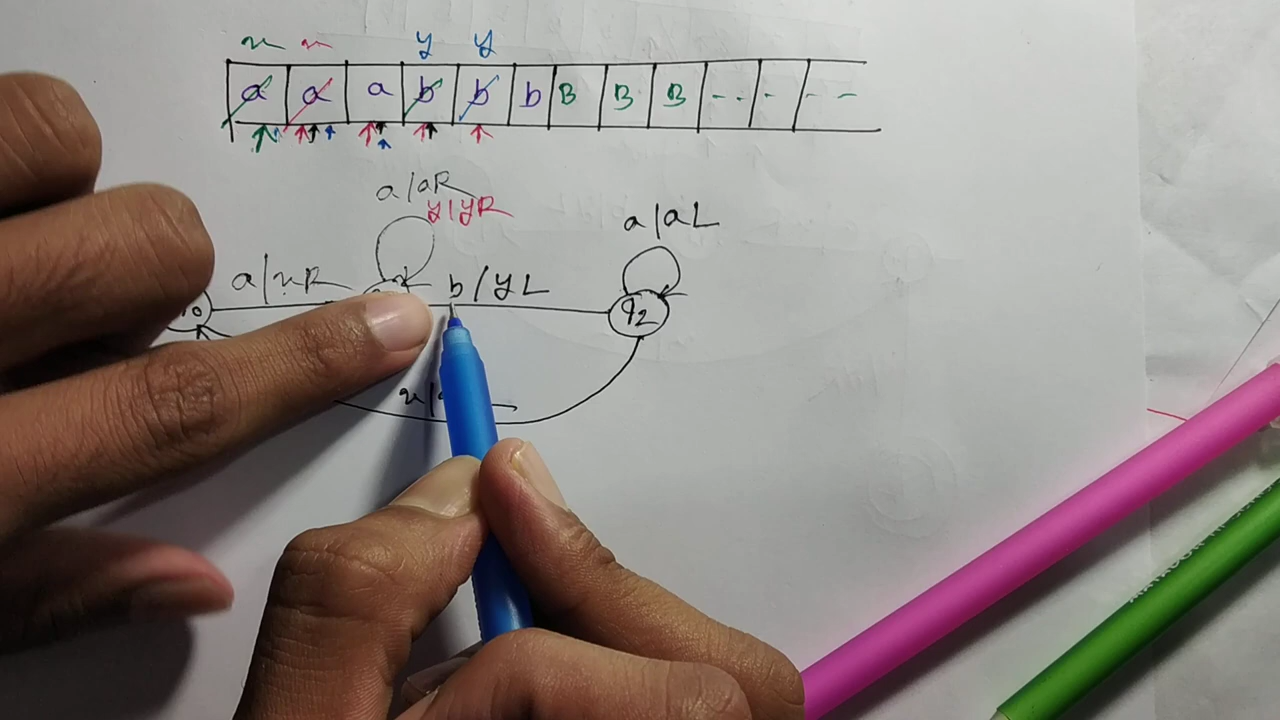 x x y y
a a a b b b B B B -- - --
a/aR
y/yR
a/aL
a/xR b/yL
q2
x/